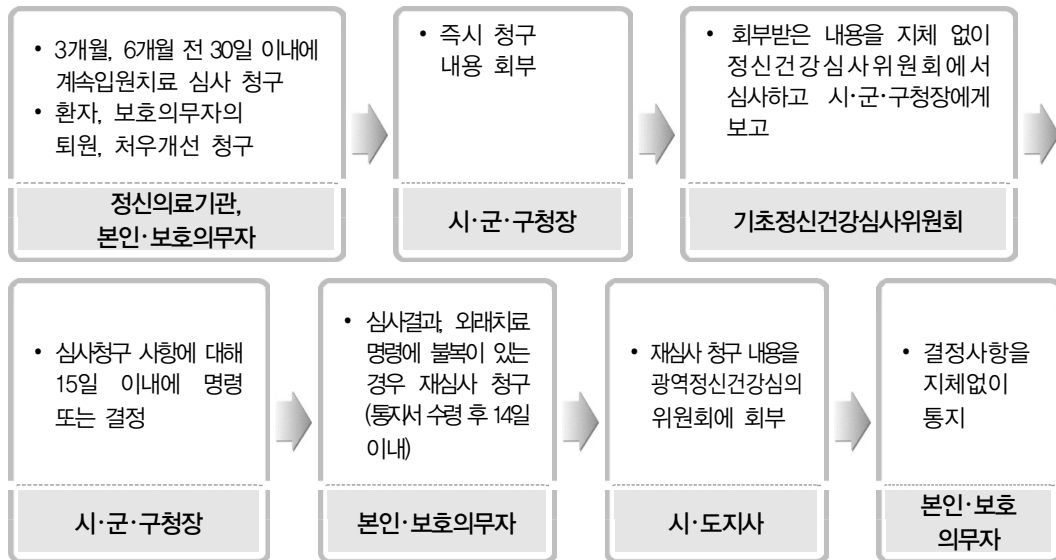 • 3개월, 6개월 전 30일 이내에
계속입원치료 심사 청구
• 환자, 보호의무자의
퇴원, 처우개선 청구
정신의료기관,
본인·보호의무자
• 즉시 청구
내용 회부
시·군·구청장
• 회부받은 내용을 지체 없이
정신건강심사위원회에서
심사하고 시·군·구청장에게
보고
기초정신건강심사위원회
• 심사청구 사항에 대해
15일 이내에 명령
또는 결정
시·군·구청장
• 심사결과, 외래치료
명령에 불복이 있는
경우 재심사 청구
(통지서 수령 후 14일
이내)
본인·보호의무자
• 재심사 청구 내용을
광역정신건강심의
위원회에 회부
시·도지사
• 결정사항을
지체없이
통지
본인·보호
의무자